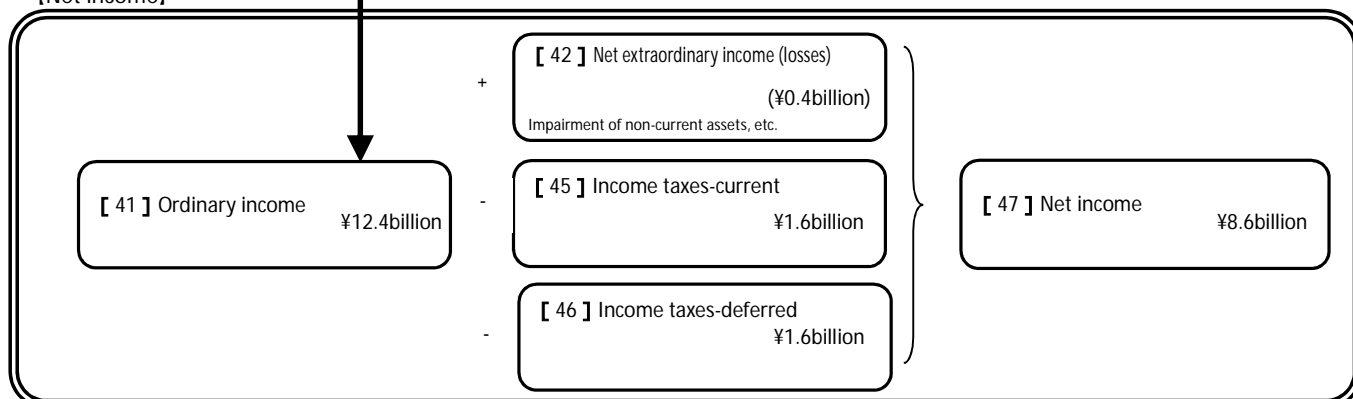 【Net Income】
[ 42 ] Net extraordinary income (losses)
+
(¥0.4billion)
Impairment of non-current assets, etc.
[ 41 ] Ordinary income
¥12.4billion
-
[ 45 ] Income taxes-current
¥1.6billion
[ 47 ] Net income
¥8.6billion
[ 46 ] Income taxes-deferred
-
¥1.6billion